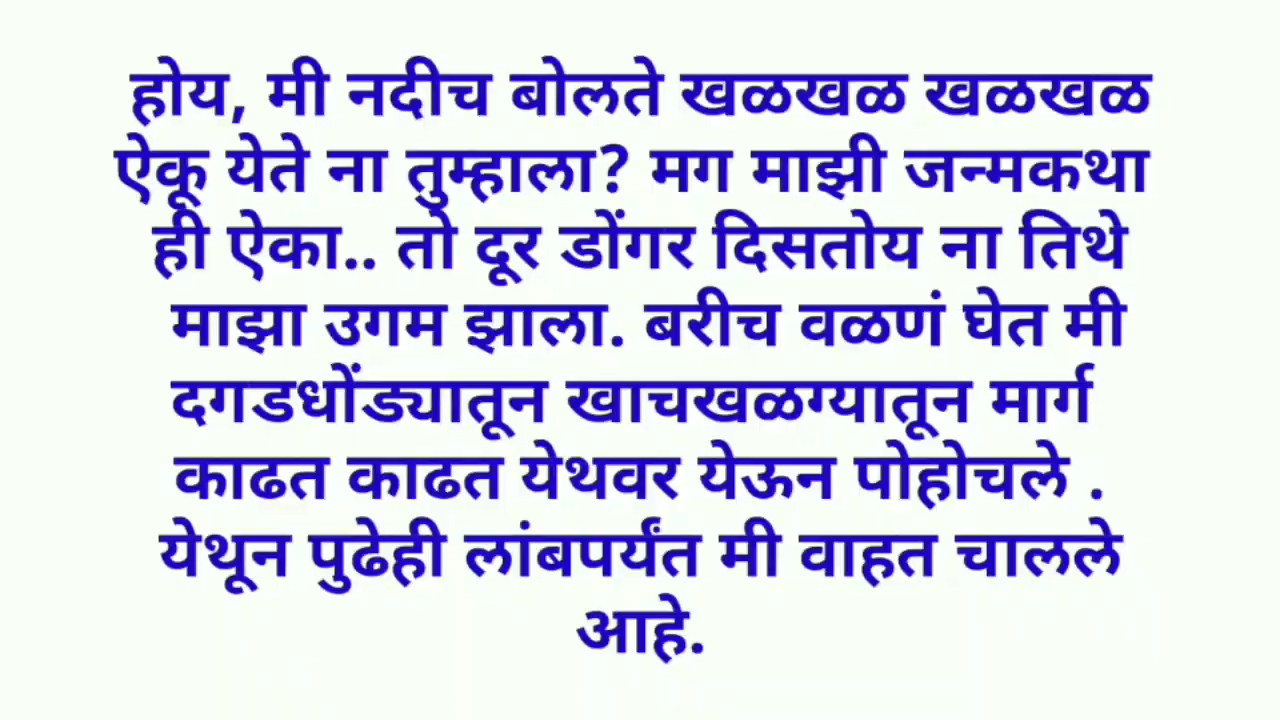 होय, मी नदीच बोलते खळखळ खळखळ
ऐकू येते ना तुम्हाला? मग माझी जन्मकथा
ही ऐका.. तो दूर डोंगर दिसतोय ना तिथे
माझा उगम झाला. बरीच वळणं घेत मी
दगडधोंड्यातून खाचखळग्यातून मार्ग
काढत काढत येथवर येऊन पोहोचले .
येथून पुढेही लांबपर्यंत मी वाहत चालले
आहे.